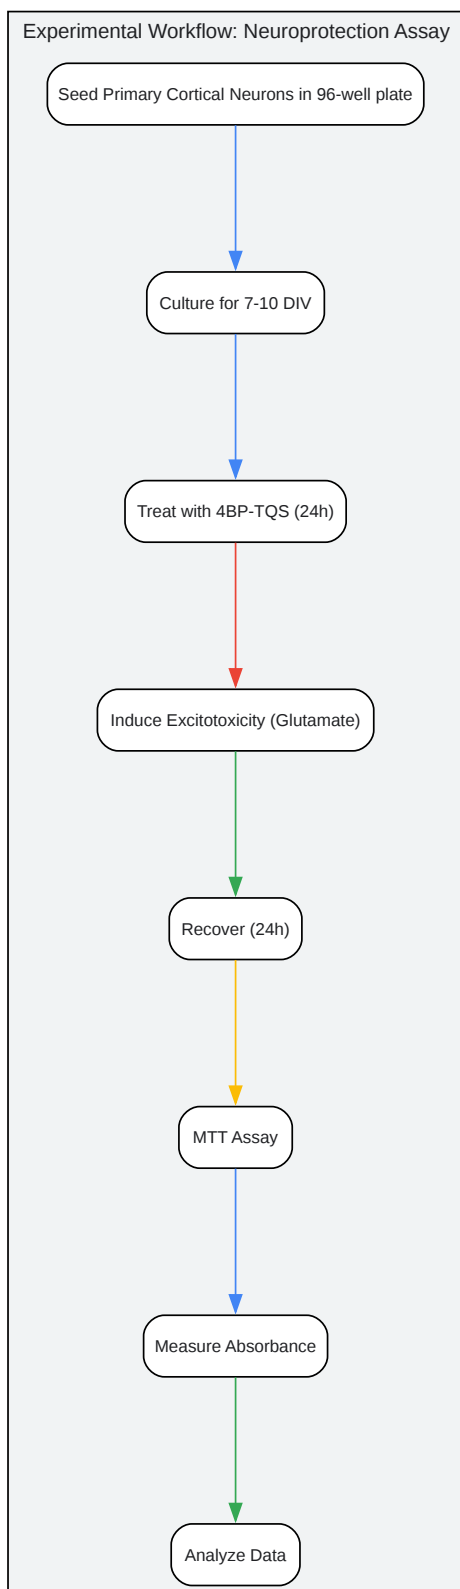 Experimental Workflow: Neuroprotection Assay
Seed Primary Cortical Neurons in 96-well plate
Culture for 7-10 DIV
Treat with 4BP-TQS (24h)
Induce Excitotoxicity (Glutamate)
Recover (24h)
MTT Assay
Measure Absorbance
Analyze Data